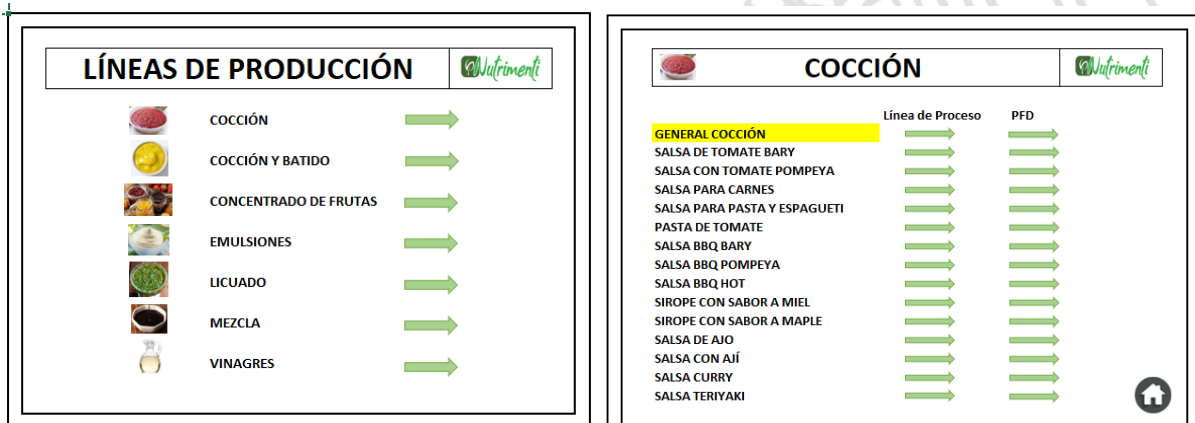 LÍNEAS DE PRODUCCIÓN
Nutrimenti
COCCIÓN
COCCIÓN Y BATIDO
CONCENTRADO DE FRUTAS
EMULSIONES
LICUADO
MEZCLA
VINAGRES
COCCIÓN
Nutrimenti
Línea de Proceso PFD
GENERAL COCCIÓN
SALSA DE TOMATE BARY
SALSA CON TOMATE POMPEYA
SALSA PARA CARNES
SALSA PARA PASTA Y ESPAGUETI
PASTA DE TOMATE
SALSA BBQ BARY
SALSA BBQ POMPEYA
SALSA BBQ HOT
SIROPE CON SABOR A MIEL
SIROPE CON SABOR A MAPLE
SALSA DE AJO
SALSA CON AJÍ
SALSA CURRY
SALSA TERIYAKI